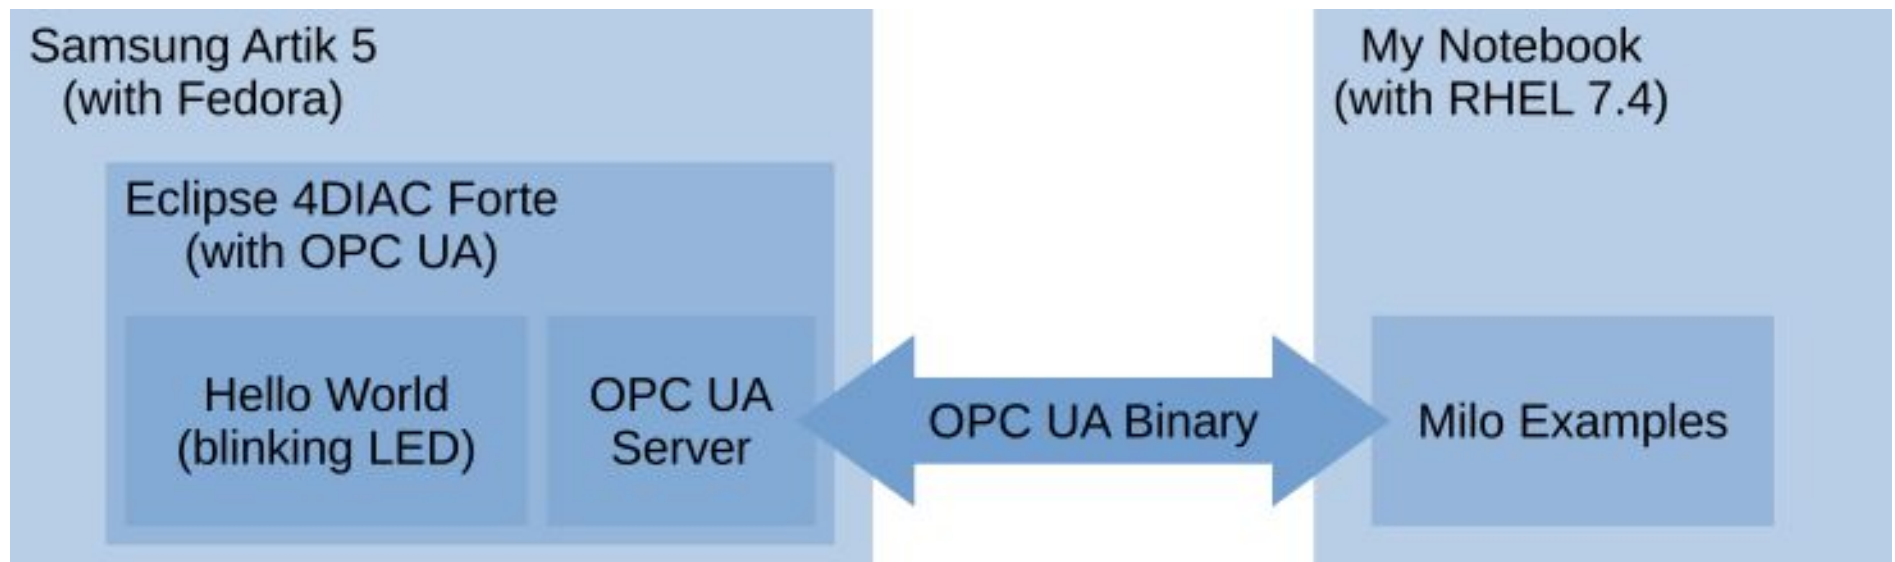 Samsung Artik 5
(with Fedora)
Eclipse 4DIAC Forte
(with OPC UA)
Hello World
(blinking LED)
OPC UA
Server
OPC UA Binary
My Notebook
(with RHEL 7.4)
Milo Examples